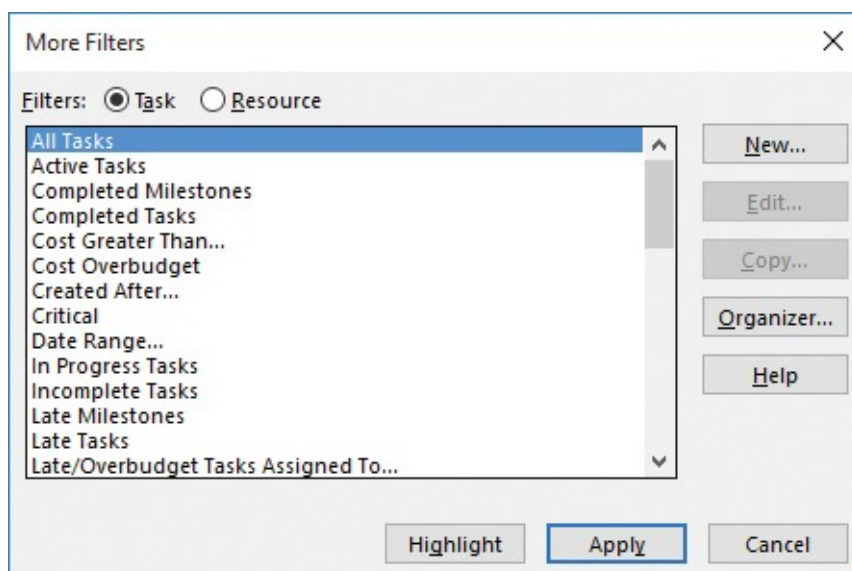 More Filters
Filters: Task Resource
All Tasks
Active Tasks
Completed Milestones
Completed Tasks
Cost Greater Than...
Cost Overbudget
Created After...
Critical
Date Range...
In Progress Tasks
Incomplete Tasks
Late Milestones
Late Tasks
Late/Overbudget Tasks Assigned To...
New...
Edit...
Copy...
Organizer...
Help
Highlight Apply Cancel